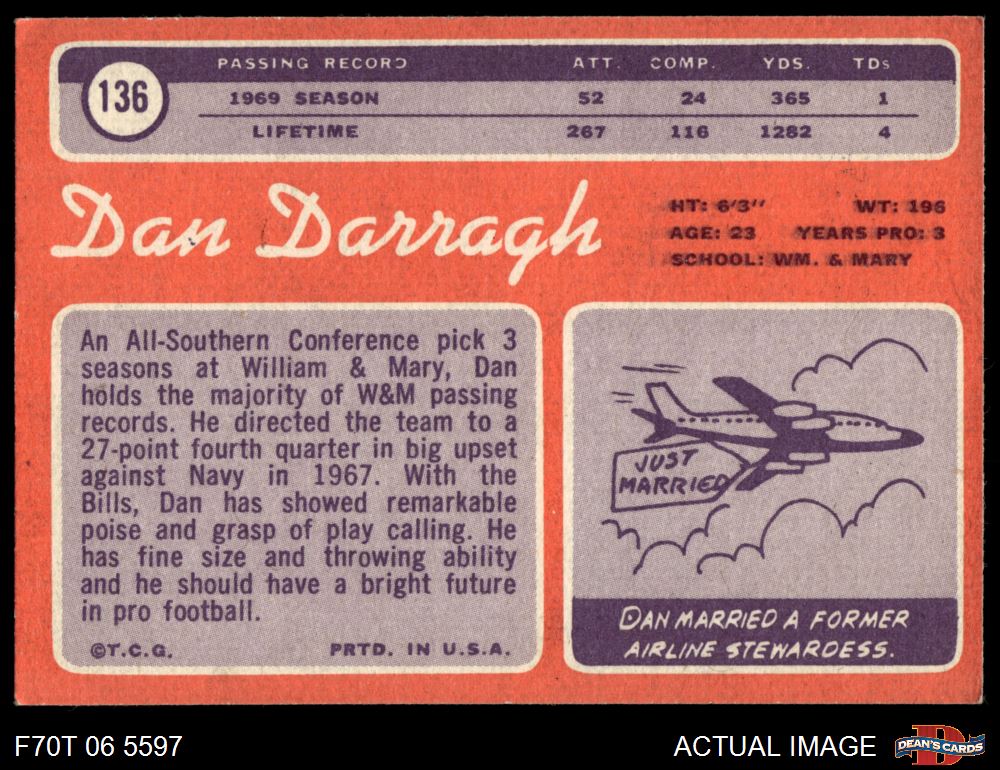 136
PASSING RECORD ATT. COMP. YDS. TDs
1969 SEASON 52 24 365 1
LIFETIME 267 116 1282 4
Dan Darragh
HT: 6'3" WT: 196
AGE: 23 YEARS PRO: 3
SCHOOL: WM. & MARY
An All-Southern Conference pick 3
seasons at William & Mary, Dan
holds the majority of W&M passing
records. He directed the team to a
27-point fourth quarter in big upset
against Navy in 1967. With the
Bills, Dan has showed remarkable
poise and grasp of play calling. He
has fine size and throwing ability
and he should have a bright future
in pro football.
©T.C.G. PRTD. IN U.S.A.
JUST
MARRIED
DAN MARRIED A FORMER
AIRLINE STEWARDESS.
F70T 06 5597
ACTUAL IMAGE
DEAN'S CARDS